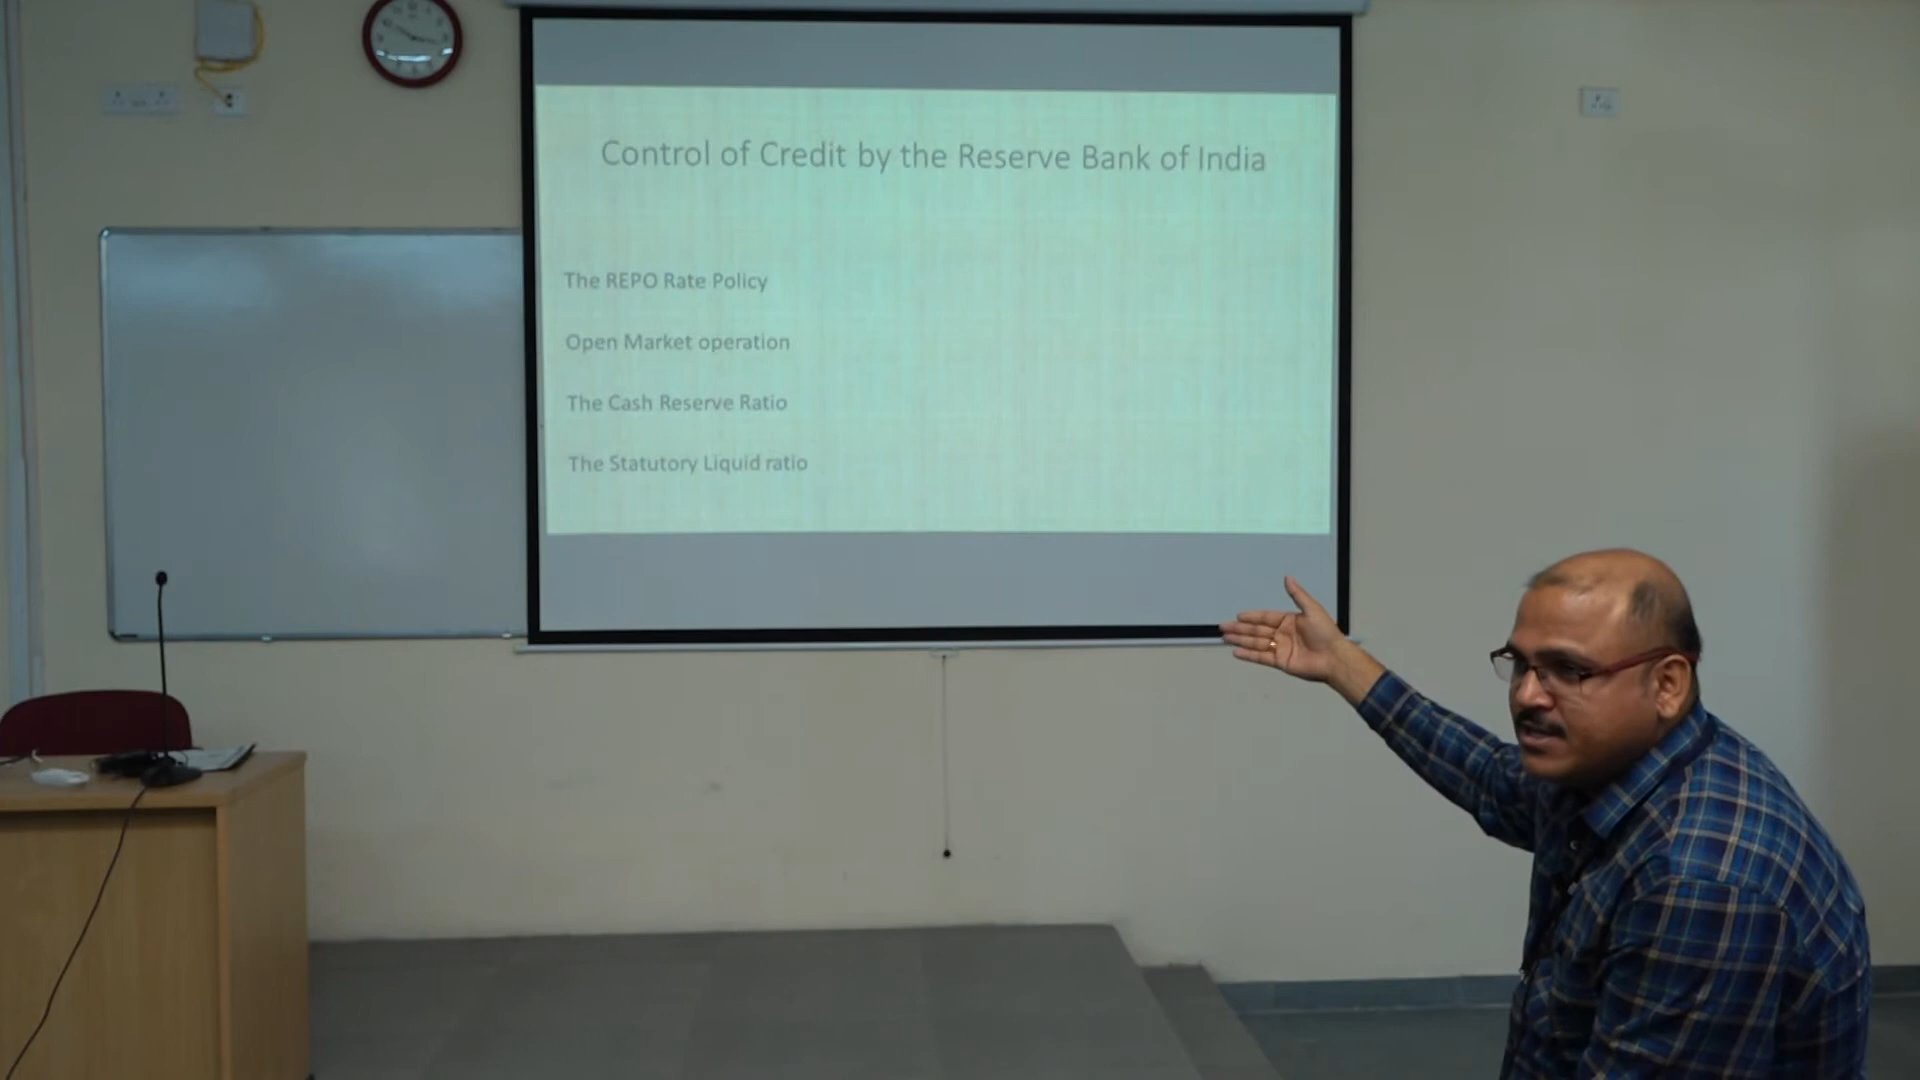 Control of Credit by the Reserve Bank of India
The REPO Rate Policy
Open Market operation
The Cash Reserve Ratio
The Statutory Liquid ratio